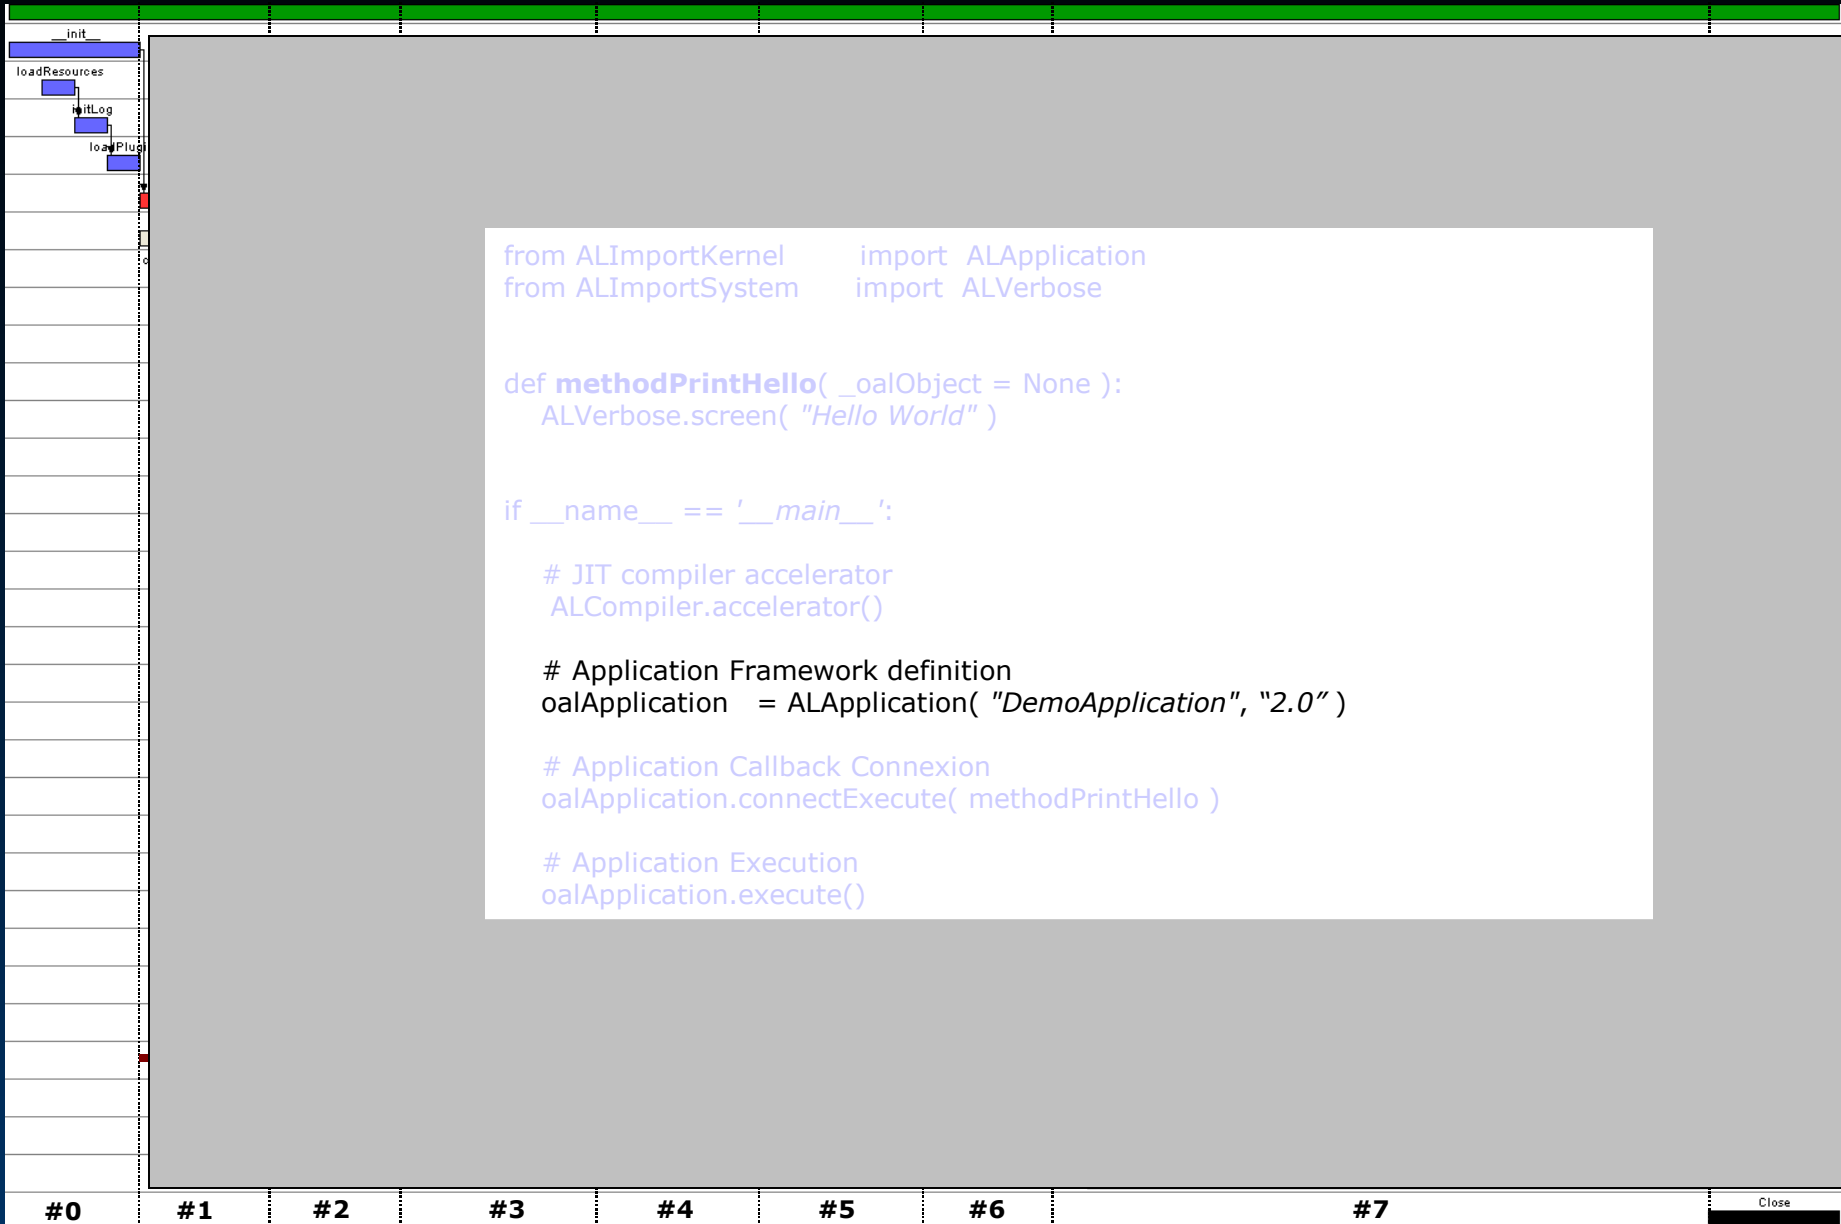 __init__
loadResources
initLog
loadPlugi
from ALImportKernel import ALApplication
from ALImportSystem import ALVerbose
def methodPrintHello( _oalObject = None ):
ALVerbose.screen( "Hello World" )
if __name__ == '__main__':
# JIT compiler accelerator
ALCompiler.accelerator()
# Application Framework definition
oalApplication = ALApplication( "DemoApplication", “2.0” )
# Application Callback Connexion
oalApplication.connectExecute( methodPrintHello )
# Application Execution
oalApplication.execute()
#0 #1 #2 #3 #4 #5 #6 #7 Close